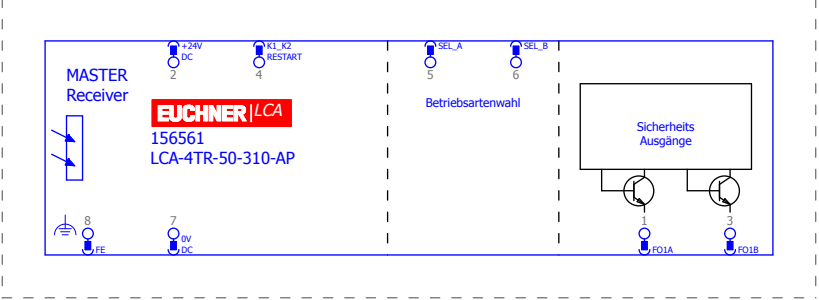 +24V
DC
2
K1_K2
RESTART
4
SEL_A
5
SEL_B
6
MASTER
Receiver
EUCHNER LCA
156561
LCA-4TR-50-310-AP
Betriebsartenwahl
Sicherheits
Ausgänge
8
FE
7
0V
DC
1
FO1A
3
FO1B